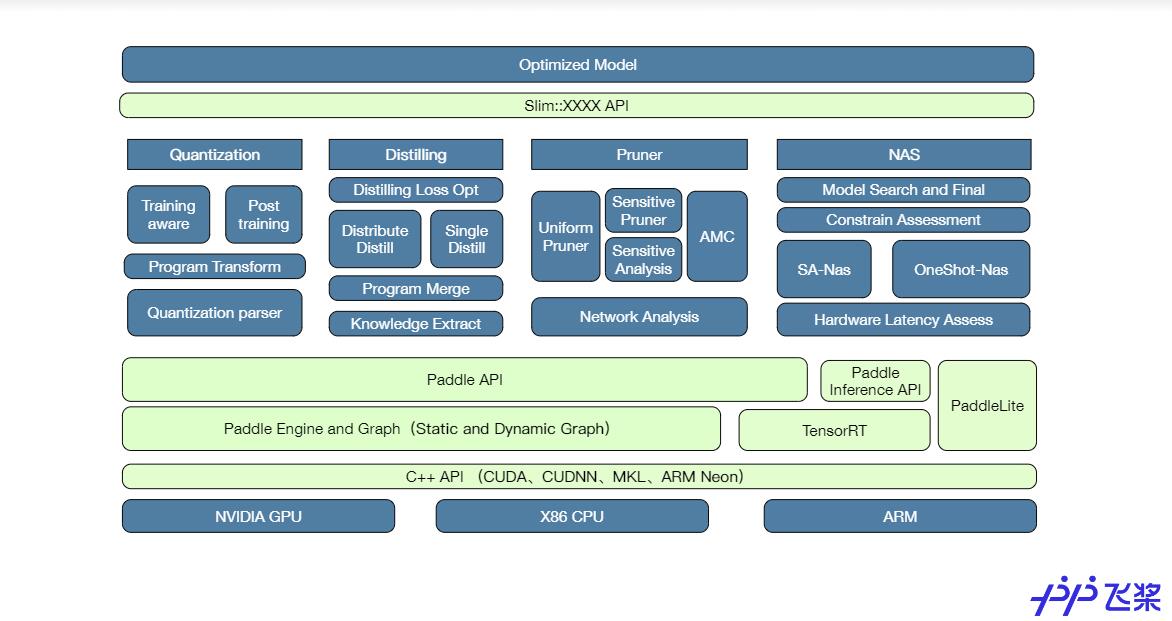 Optimized Model
Slim::XXXX API
Quantization
Training
aware
Post
training
Program Transform
Quantization parser
Distilling
Distilling Loss Opt
Distribute
Distill
Single
Distill
Program Merge
Knowledge Extract
Pruner
Uniform
Pruner
Sensitive
Pruner
Sensitive
Analysis
AMC
Network Analysis
NAS
Model Search and Final
Constrain Assessment
SA-Nas
OneShot-Nas
Hardware Latency Assess
Paddle API
Paddle
Inference API
PaddleLite
Paddle Engine and Graph（Static and Dynamic Graph）
TensorRT
C++ API （CUDA、CUDNN、MKL、ARM Neon）
NVIDIA GPU
X86 CPU
ARM
飞桨